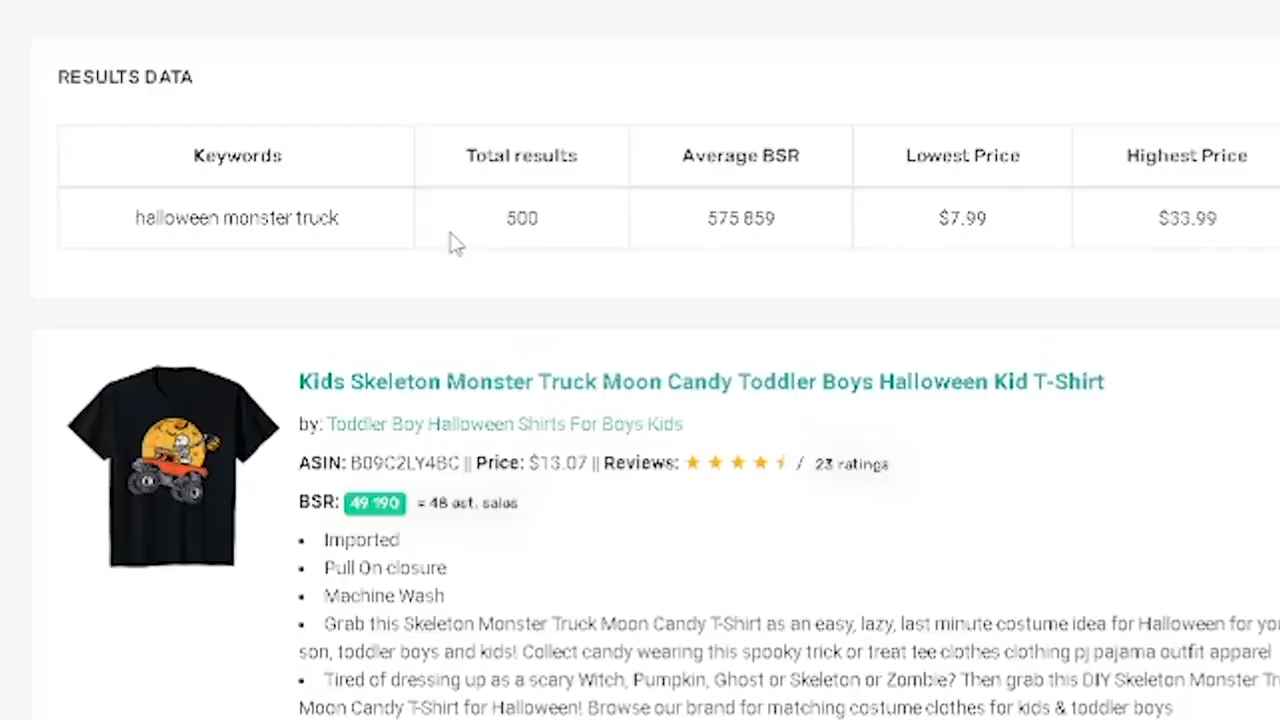 RESULTS DATA
Keywords Total results Average BSR Lowest Price Highest Price
halloween monster truck 500 575 859 $7.99 $33.99
Kids Skeleton Monster Truck Moon Candy Toddler Boys Halloween Kid T-Shirt
by: Toddler Boy Halloween Shirts For Boys Kids
ASIN: B09C2LY4BC || Price: $13.07 || Reviews: / 23 ratings
BSR: 49 190 = 48 est. sales
• Imported
• Pull On closure
• Machine Wash
• Grab this Skeleton Monster Truck Moon Candy T-Shirt as an easy, lazy, last minute costume idea for Halloween for
son, toddler boys and kids! Collect candy wearing this spooky trick or treat tee clothes clothing pj pajama outfit apparel
• Tired of dressing up as a scary Witch, Pumpkin, Ghost or Skeleton or Zombie? Then grab this DIY Skeleton Monster
Moon Candy T-Shirt for Halloween! Browse our brand for matching costume clothes for kids & toddler boys